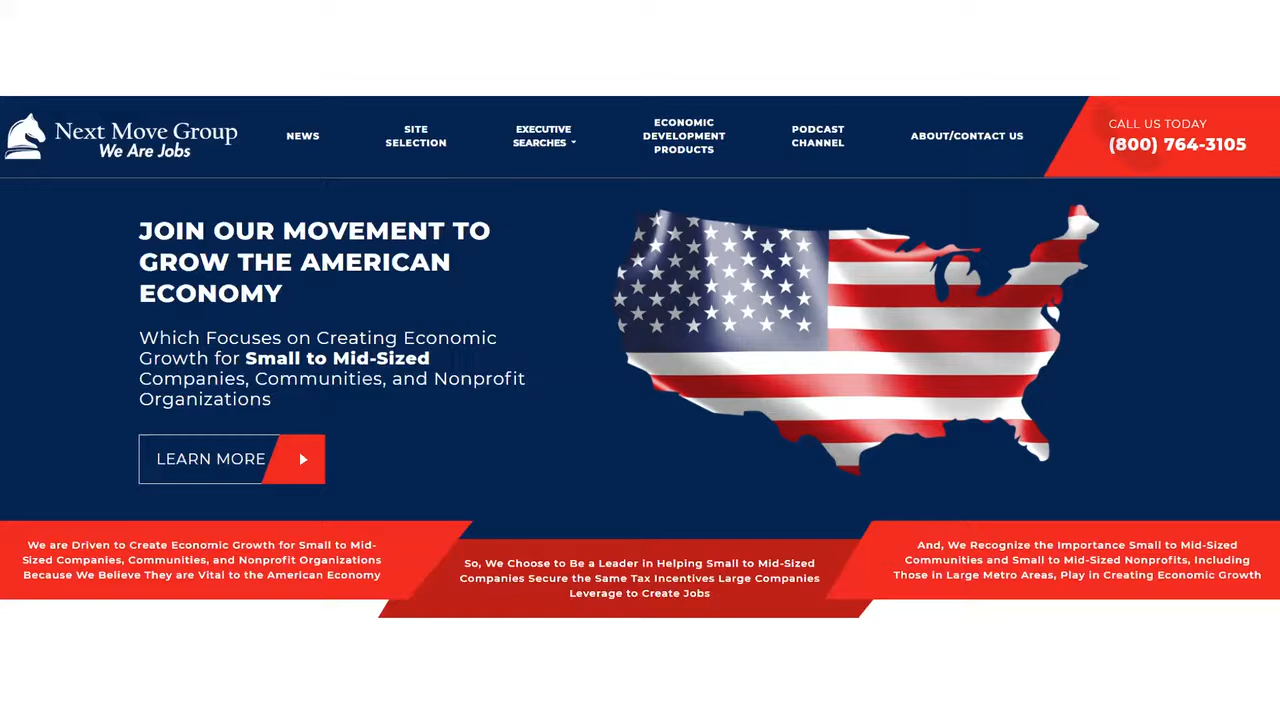 Next Move Group
We Are Jobs
NEWS
SITE
SELECTION
EXECUTIVE
SEARCHES
ECONOMIC
DEVELOPMENT
PRODUCTS
PODCAST
CHANNEL
ABOUT/CONTACT US
CALL US TODAY
(800) 764-3105
JOIN OUR MOVEMENT TO
GROW THE AMERICAN
ECONOMY
Which Focuses on Creating Economic
Growth for Small to Mid-Sized
Companies, Communities, and Nonprofit
Organizations
LEARN MORE
We are Driven to Create Economic Growth for Small to Mid-
Sized Companies, Communities, and Nonprofit Organizations
Because We Believe They are Vital to the American Economy
So, We Choose to Be a Leader in Helping Small to Mid-Sized
Companies Secure the Same Tax Incentives Large Companies
Leverage to Create Jobs
And, We Recognize the Importance Small to Mid-Sized
Communities and Small to Mid-Sized Nonprofits, Including
Those in Large Metro Areas, Play in Creating Economic Growth